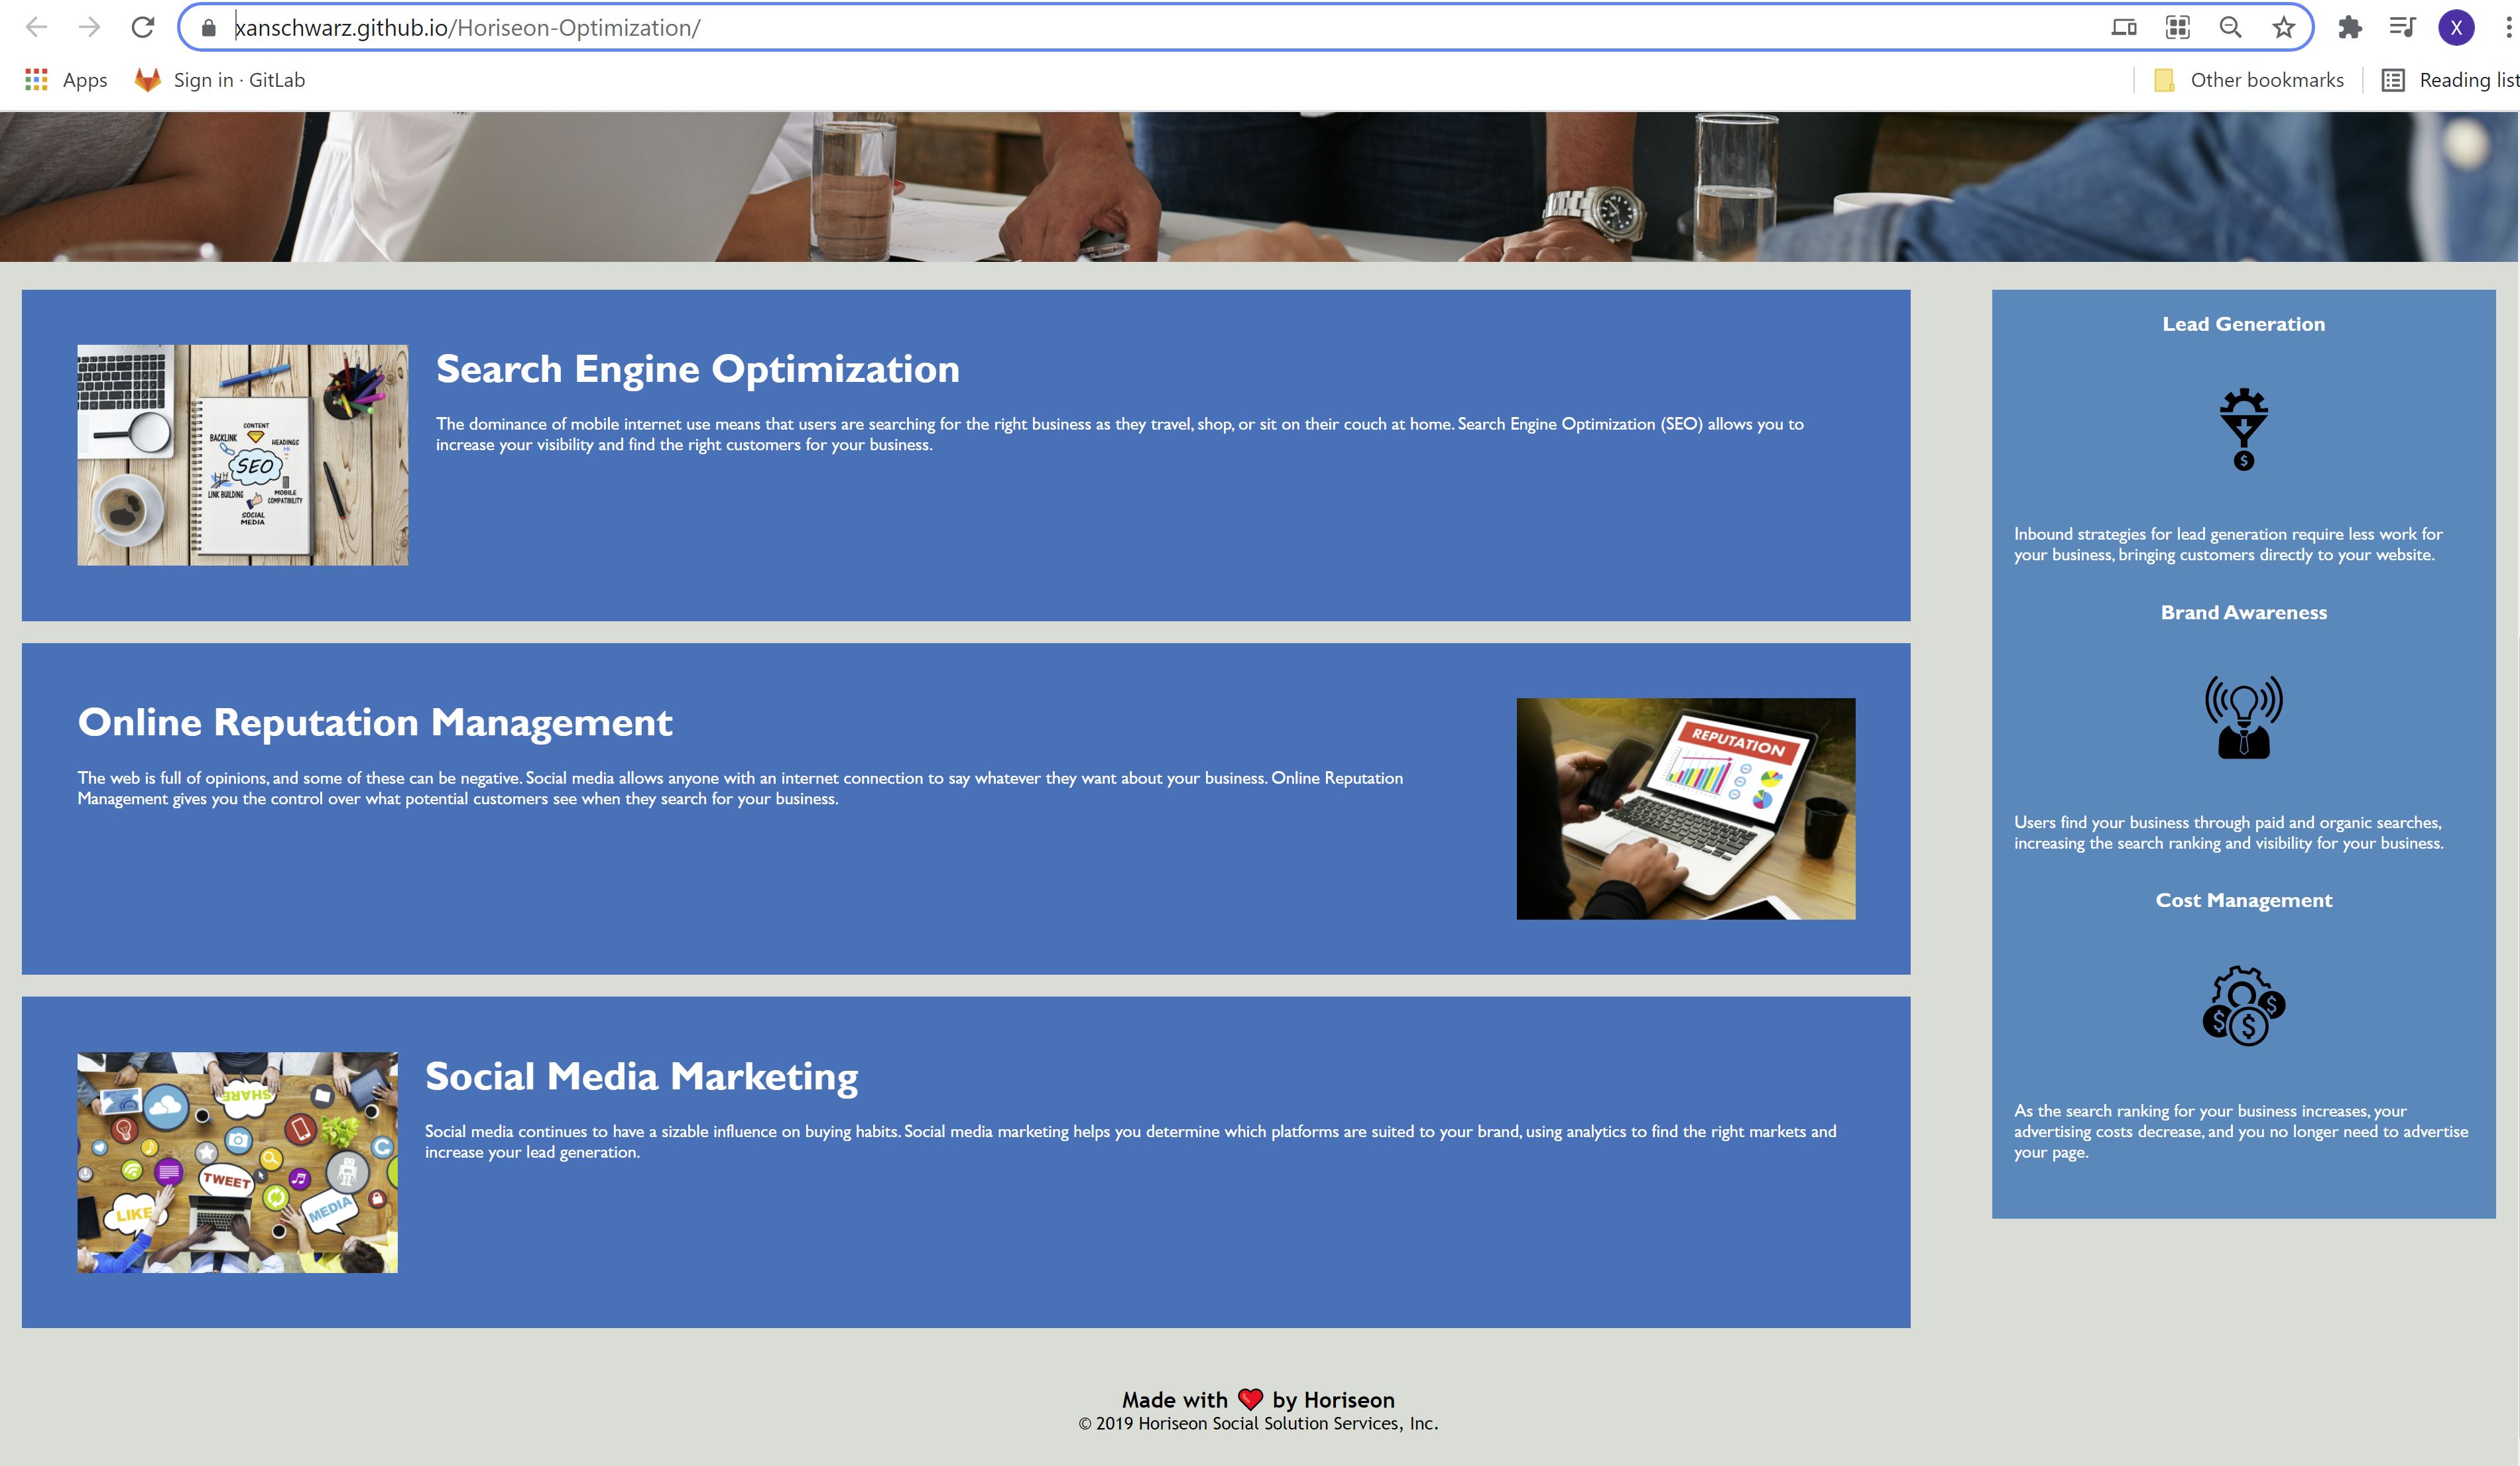 xanschwarz.github.io/Horiseon-Optimization/
X
Apps
Sign in · GitLab
Other bookmarks
Reading list
Search Engine Optimization
The dominance of mobile internet use means that users are searching for the right business as they travel, shop, or sit on their couch at home. Search Engine Optimization (SEO) allows you to
increase your visibility and find the right customers for your business.
CONTENT
BACKLINK
HEADINGS
SEO
LINK BUILDING
MOBILE
COMPATIBILITY
SOCIAL
MEDIA
Online Reputation Management
The web is full of opinions, and some of these can be negative. Social media allows anyone with an internet connection to say whatever they want about your business. Online Reputation
Management gives you the control over what potential customers see when they search for your business.
REPUTATION
Social Media Marketing
Social media continues to have a sizable influence on buying habits. Social media marketing helps you determine which platforms are suited to your brand, using analytics to find the right markets and
increase your lead generation.
SHARE
TWEET
LIKE
MEDIA
Lead Generation
$
Inbound strategies for lead generation require less work for
your business, bringing customers directly to your website.
Brand Awareness
Users find your business through paid and organic searches,
increasing the search ranking and visibility for your business.
Cost Management
$ $ $
As the search ranking for your business increases, your
advertising costs decrease, and you no longer need to advertise
your page.
Made with ❤️ by Horiseon
© 2019 Horiseon Social Solution Services, Inc.